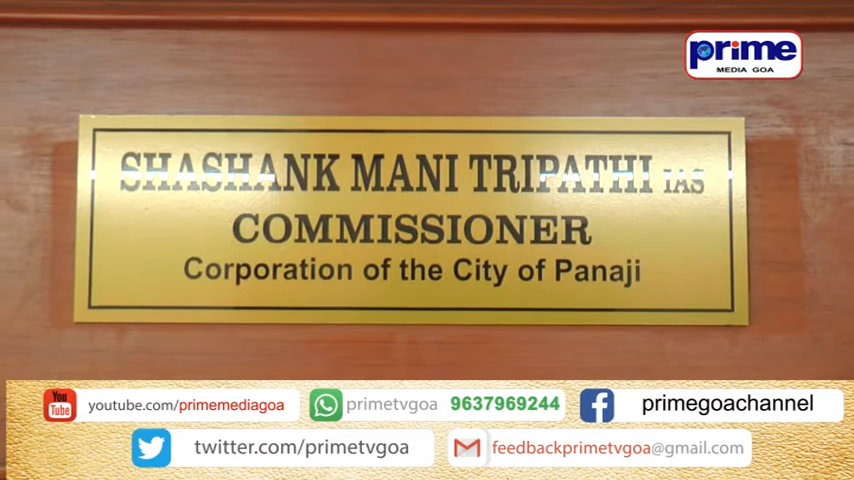 prime
MEDIA GOA
SHASHANK MANI TRIPATHI IAS
COMMISSIONER
Corporation of the City of Panaji
You
Tube
youtube.com/primemediagoa
primetvgoa 9637969244
primegoachannel
twitter.com/primetvgoa
feedbackprimetvgoa@gmail.com